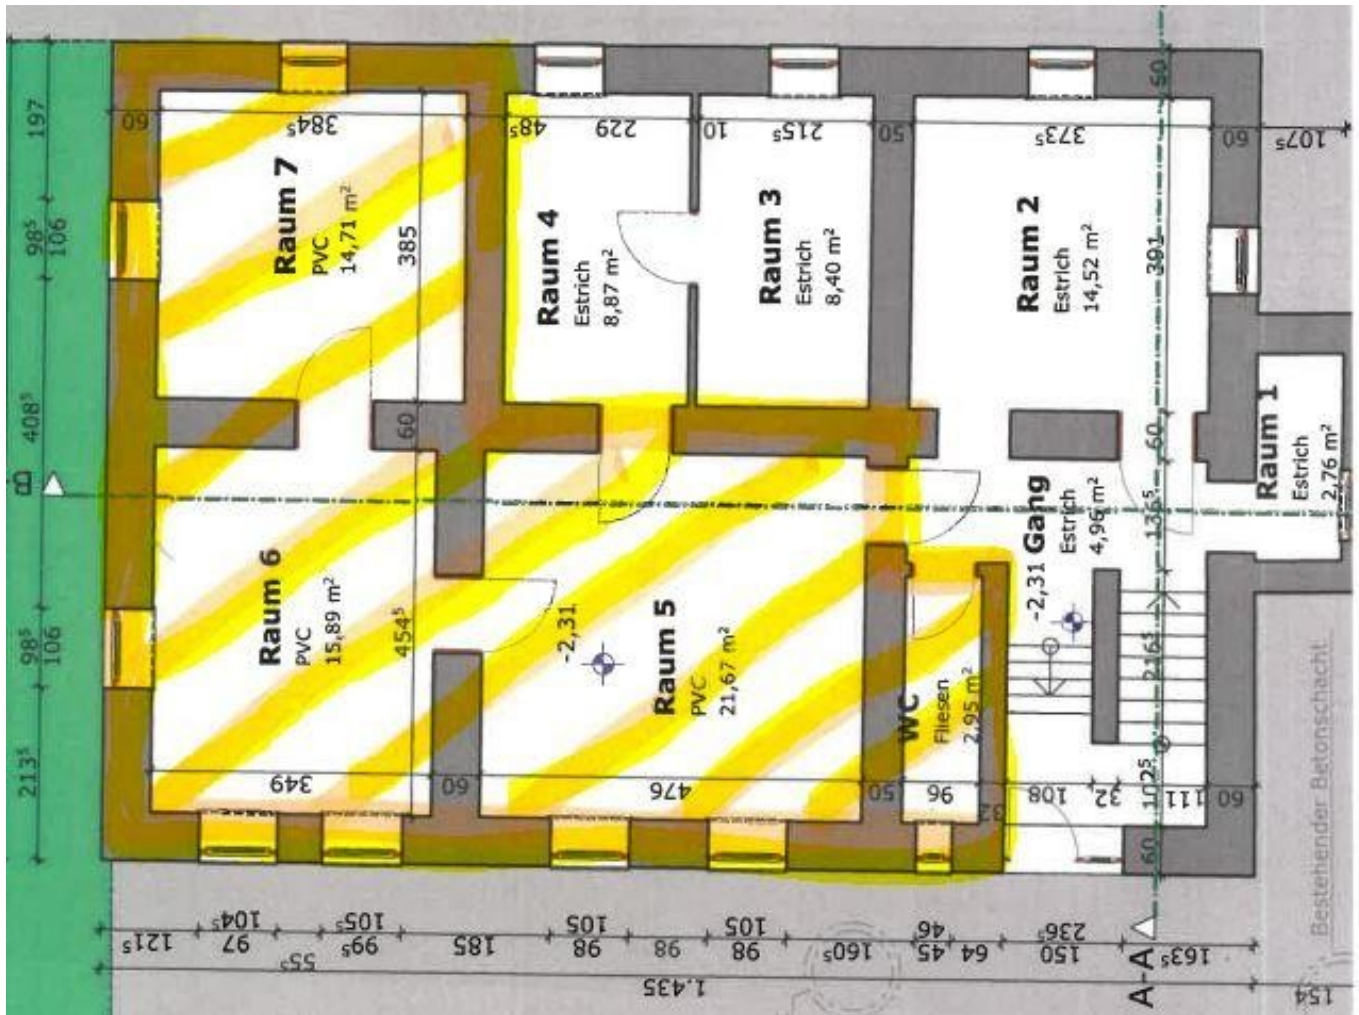 197
98⁵
106
408⁵
B
98⁵
106
213⁵
60
384⁵
48⁵
229
10
215⁵
50
373⁵
60
60
107⁵
Raum 7
PVC
14,71 m²
385
Raum 4
Estrich
8,87 m²
Raum 3
Estrich
8,40 m²
Raum 2
Estrich
14,52 m²
391
60
60
Raum 1
Estrich
2,76 m²
Raum 6
PVC
15,89 m²
454⁵
-2,31
Raum 5
PVC
21,67 m²
WC
Fliesen
2,95 m²
-2,31 Gang
Estrich
4,96 m²
136⁵
216⁵
102⁵
349
60
476
50
96
32
108
32
111
60
60
Bestehender Betonschacht
121⁵
104⁵
97
105⁵
99⁵
185
105
98
98
105
98
160⁵
46
45
64
236⁵
150
A-A
163⁵
55⁵
1.435
154